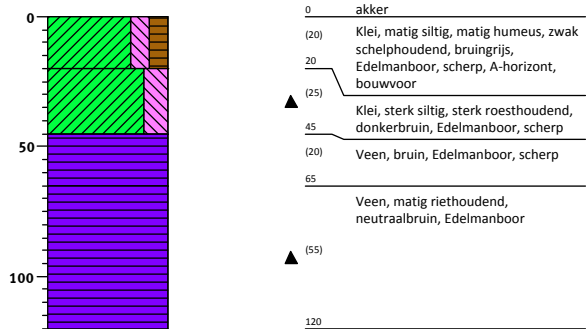 0
50
100
0
akker
(20)
Klei, matig siltig, matig humeus, zwak
schelphoudend, bruingrijs,
Edelmanboor, scherp, A-horizont,
bouwvoor
20
(25)
Klei, sterk siltig, sterk roesthoudend,
donkerbruin, Edelmanboor, scherp
45
(20)
Veen, bruin, Edelmanboor, scherp
65
Veen, matig riethoudend,
neutraalbruin, Edelmanboor
(55)
120